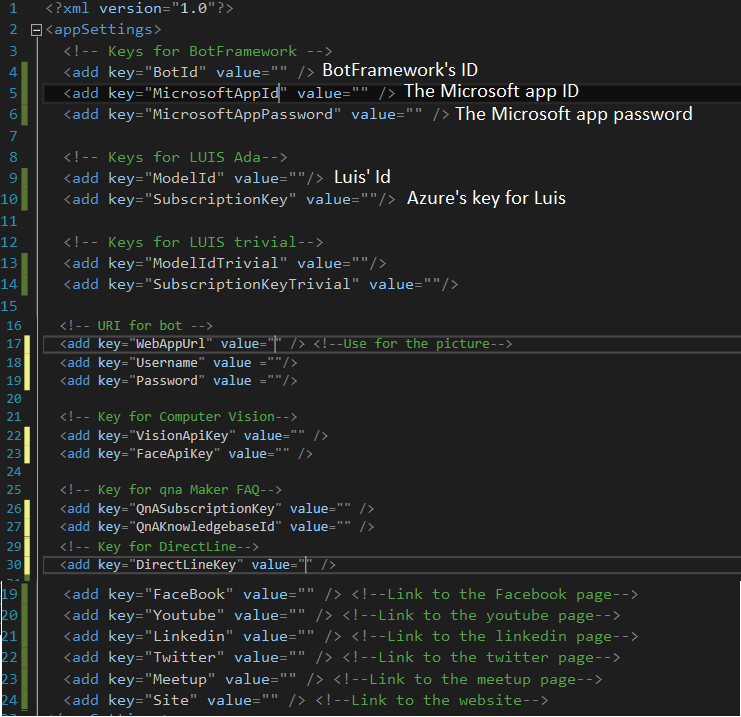 1 <?xml version="1.0"?>
2 <appSettings>
3 <!-- Keys for BotFramework -->
4 <add key="BotId" value="" /> BotFramework's ID
5 <add key="MicrosoftAppId" value="" /> The Microsoft app ID
6 <add key="MicrosoftAppPassword" value="" /> The Microsoft app password
7
8 <!-- Keys for LUIS Ada-->
9 <add key="ModelId" value=""/> Luis' Id
10 <add key="SubscriptionKey" value=""/> Azure's key for Luis
11
12 <!-- Keys for LUIS trivial-->
13 <add key="ModelIdTrivial" value=""/>
14 <add key="SubscriptionKeyTrivial" value=""/>
15
16 <!-- URI for bot -->
17 <add key="WebAppUrl" value="" /> <!--Use for the picture-->
18 <add key="Username" value =""/>
19 <add key="Password" value =""/>
20
21 <!-- Key for Computer Vision-->
22 <add key="VisionApiKey" value="" />
23 <add key="FaceApiKey" value="" />
24
25 <!-- Key for qna Maker FAQ-->
26 <add key="QnASubscriptionKey" value="" />
27 <add key="QnAKnowledgebaseId" value="" />
29 <!-- Key for DirectLine-->
30 <add key="DirectLineKey" value="" />
19 <add key="FaceBook" value="" /> <!--Link to the Facebook page-->
20 <add key="Youtube" value="" /> <!--Link to the youtube page-->
21 <add key="Linkedin" value="" /> <!--Link to the linkedin page-->
22 <add key="Twitter" value="" /> <!--Link to the twitter page-->
23 <add key="Meetup" value="" /> <!--Link to the meetup page-->
24 <add key="Site" value="" /> <!--Link to the website-->